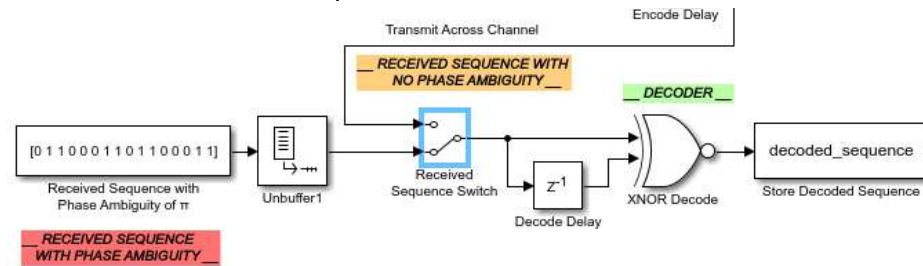 Encode Delay
Transmit Across Channel
__ RECEIVED SEQUENCE WITH
NO PHASE AMBIGUITY __
__ DECODER __
[0 1 1 0 0 0 1 1 0 1 1 0 0 0 1 1]
Received Sequence with
Phase Ambiguity of π
Unbuffer1
Received
Sequence Switch
Z-1
Decode Delay
XNOR Decode
decoded_sequence
Store Decoded Sequence
__ RECEIVED SEQUENCE
WITH PHASE AMBIGUITY __